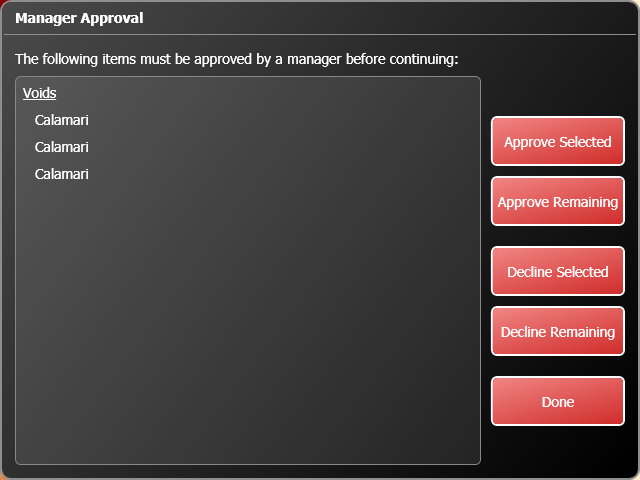 Manager Approval
The following items must be approved by a manager before continuing:
Voids
Calamari
Calamari
Calamari
Approve Selected
Approve Remaining
Decline Selected
Decline Remaining
Done